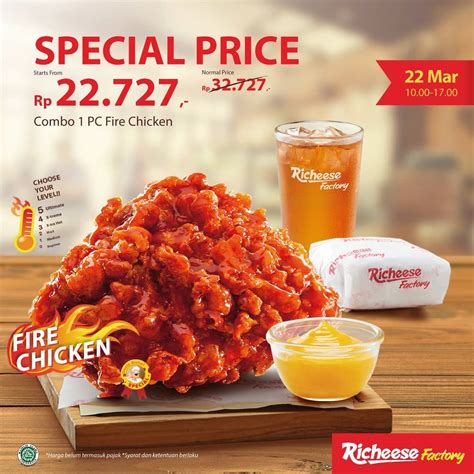 SPECIAL PRICE
Starts From
Rp 22.727,-
Normal Price
Rp 32.727,-
Combo 1 PC Fire Chicken
22 Mar
10.00-17.00
CHOOSE
YOUR
LEVEL!!
5 Ultimate
4
3
2
1
Richeese
Factory
Richeese
Factory
FIRE
CHICKEN
SPECIAL
*Harga belum termasuk pajak *Syarat dan ketentuan berlaku
Richeese Factory